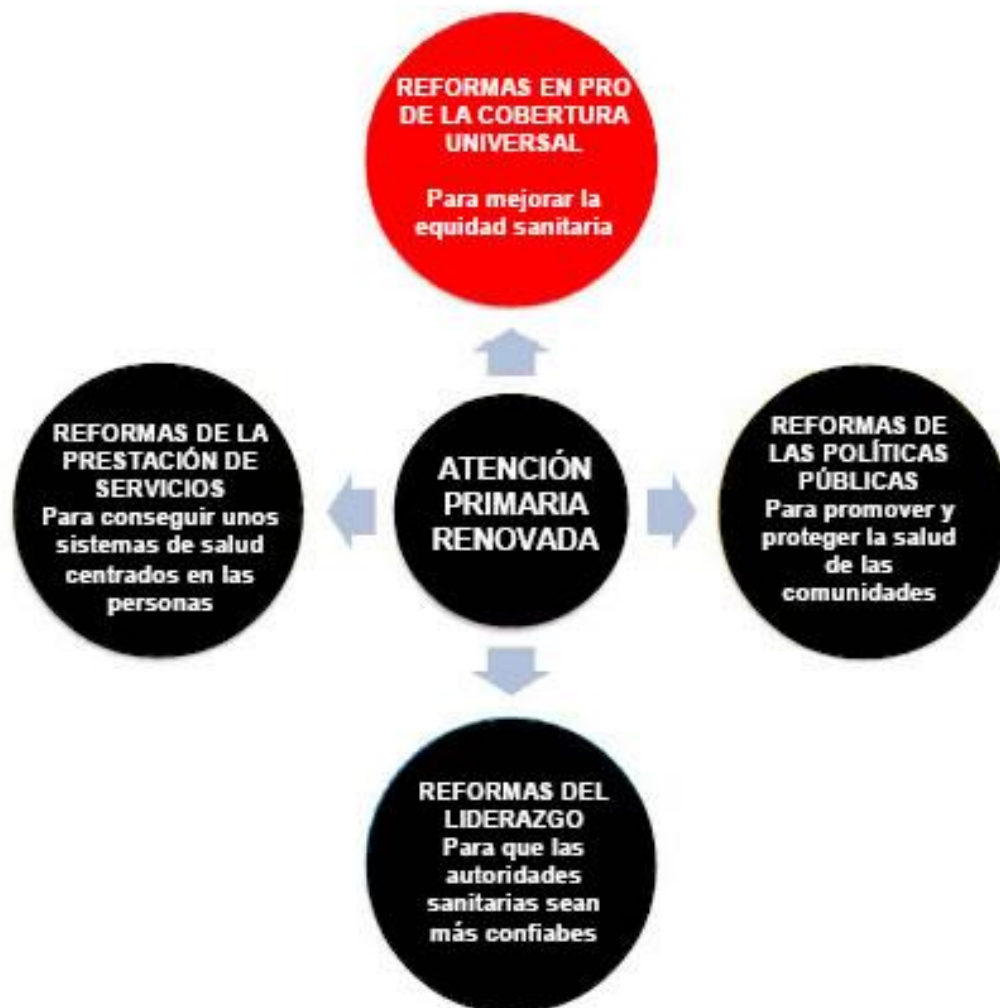 REFORMAS EN PRO
DE LA COBERTURA
UNIVERSAL
Para mejorar la
equidad sanitaria
REFORMAS DE LA
PRESTACIÓN DE
SERVICIOS
Para conseguir unos
sistemas de salud
centrados en las
personas
ATENCIÓN
PRIMARIA
RENOVADA
REFORMAS DE
LAS POLÍTICAS
PÚBLICAS
Para promover y
proteger la salud
de las
comunidades
REFORMAS DEL
LIDERAZGO
Para que las
autoridades
sanitarias sean
más confiabes